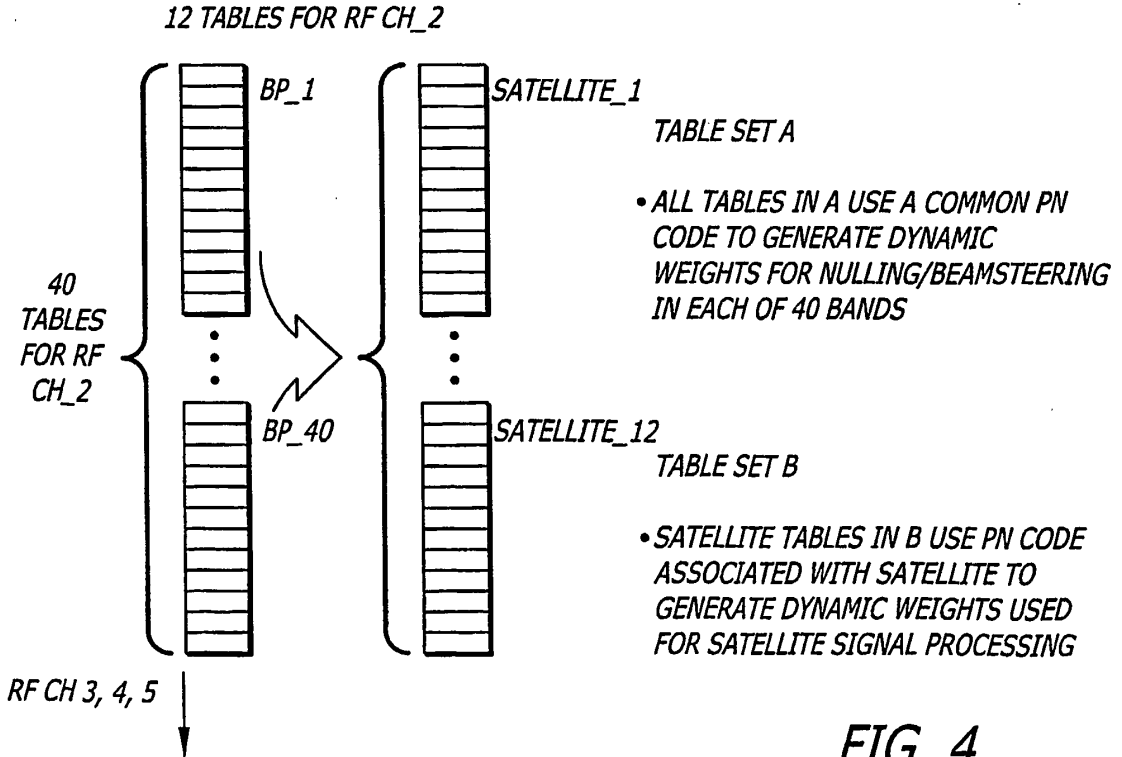 12 TABLES FOR RF CH_2
BP_1
SATELLITE_1
TABLE SET A
• ALL TABLES IN A USE A COMMON PN
CODE TO GENERATE DYNAMIC
WEIGHTS FOR NULLING/BEAMSTEERING
IN EACH OF 40 BANDS
40
TABLES
FOR RF
CH_2
BP_40
SATELLITE_12
TABLE SET B
• SATELLITE TABLES IN B USE PN CODE
ASSOCIATED WITH SATELLITE TO
GENERATE DYNAMIC WEIGHTS USED
FOR SATELLITE SIGNAL PROCESSING
RF CH 3, 4, 5
FIG. 4